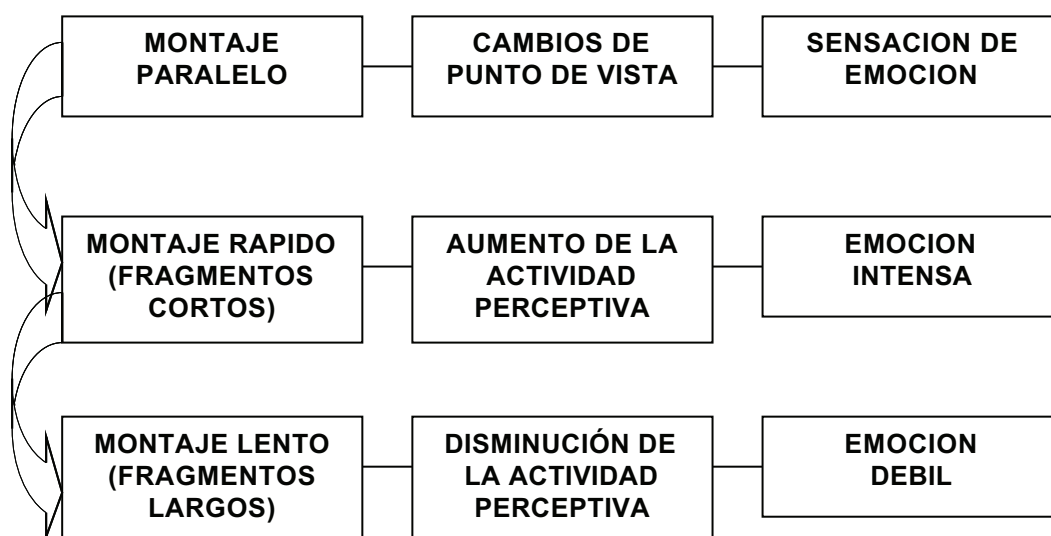 MONTAJE
PARALELO
CAMBIOS DE
PUNTO DE VISTA
SENSACION DE
EMOCION
MONTAJE RAPIDO
(FRAGMENTOS
CORTOS)
AUMENTO DE LA
ACTIVIDAD
PERCEPTIVA
EMOCION
INTENSA
MONTAJE LENTO
(FRAGMENTOS
LARGOS)
DISMINUCIÓN DE
LA ACTIVIDAD
PERCEPTIVA
EMOCION
DEBIL